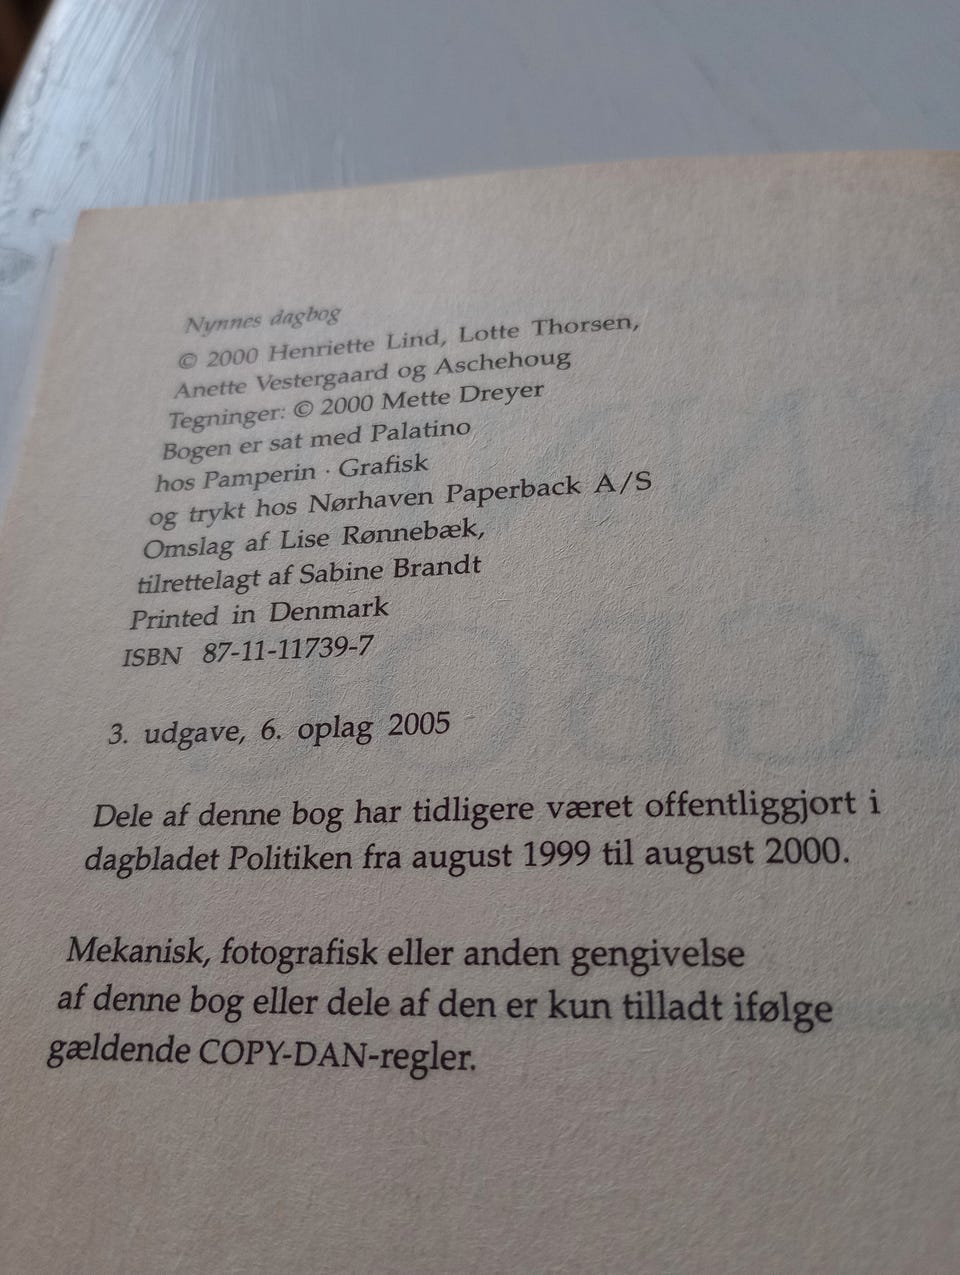 Nynnes dagbog
© 2000 Henriette Lind, Lotte Thorsen,
Anette Vestergaard og Aschehoug
Tegninger: © 2000 Mette Dreyer
Bogen er sat med Palatino
hos Pamperin · Grafisk
og trykt hos Nørhaven Paperback A/S
Omslag af Lise Rønnebæk,
tilrettelagt af Sabine Brandt
Printed in Denmark
ISBN 87-11-11739-7
3. udgave, 6. oplag 2005
Dele af denne bog har tidligere været offentliggjort i
dagbladet Politiken fra august 1999 til august 2000.
Mekanisk, fotografisk eller anden gengivelse
af denne bog eller dele af den er kun tilladt ifølge
gældende COPY-DAN-regler.